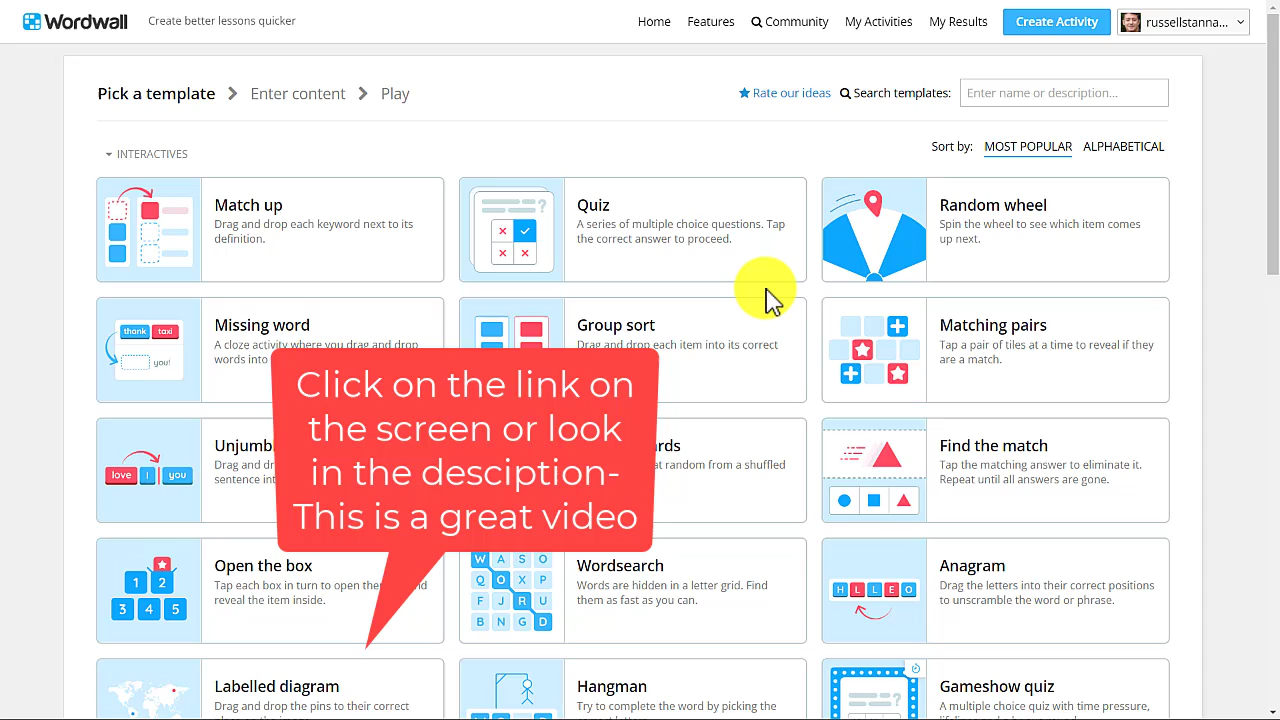 Wordwall
Create better lessons quicker
Home
Features
Community
My Activities
My Results
Create Activity
russellstanna...
Pick a template
Enter content
Play
Rate our ideas
Search templates:
Enter name or description...
INTERACTIVES
Sort by:
MOST POPULAR
ALPHABETICAL
Match up
Drag and drop each keyword next to its
definition.
Quiz
A series of multiple choice questions. Tap
the correct answer to proceed.
Random wheel
Spin the wheel to see which item comes
up next.
thank taxi
you!
Missing word
A cloze activity where you drag and drop
words into
Group sort
Drag and drop each item into its correct
Matching pairs
Tap a pair of tiles at a time to reveal if they
are a match.
Click on the link on
the screen or look
in the desciption-
This is a great video
love I you
Drag and
sentence
at random from a shuffled
Find the match
Tap the matching answer to eliminate it.
Repeat until all answers are gone.
1 2
3 4 5
Open the box
Tap each box in turn to open
reveal the item inside.
W A S O
Q O X P
F J R U
B N G D
Wordsearch
Words are hidden in a letter grid. Find
them as fast as you can.
H L L E O
Anagram
Drag the letters into their correct positions
to unscramble the word or phrase.
Labelled diagram
Drag and drop the pins to their correct
Hangman
Try to complete the word by picking the
Gameshow quiz
A multiple choice quiz with time pressure,